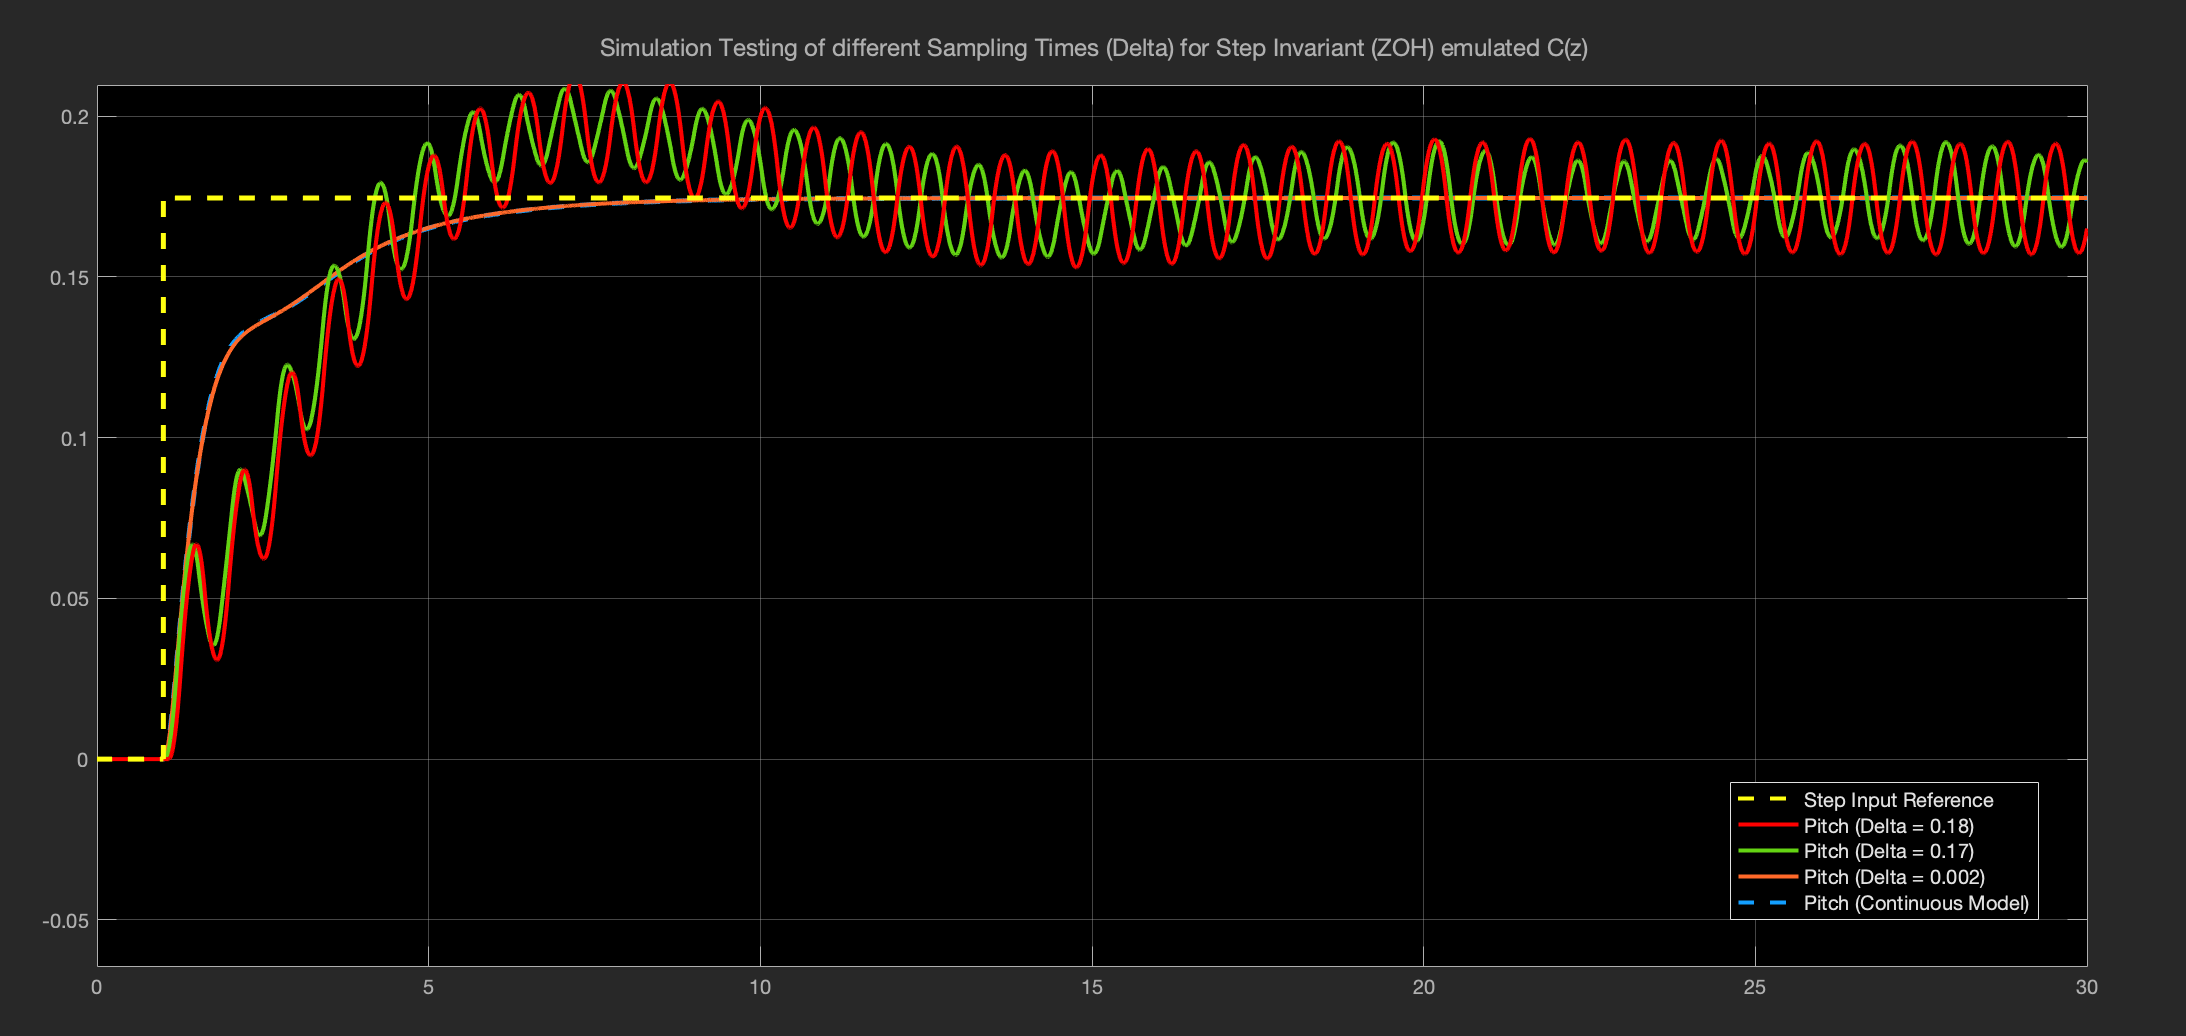 Simulation Testing of different Sampling Times (Delta) for Step Invariant (ZOH) emulated C(z)
0.2
0.15
0.1
0.05
0
-0.05
0 5 10 15 20 25 30
Step Input Reference
Pitch (Delta = 0.18)
Pitch (Delta = 0.17)
Pitch (Delta = 0.002)
Pitch (Continuous Model)